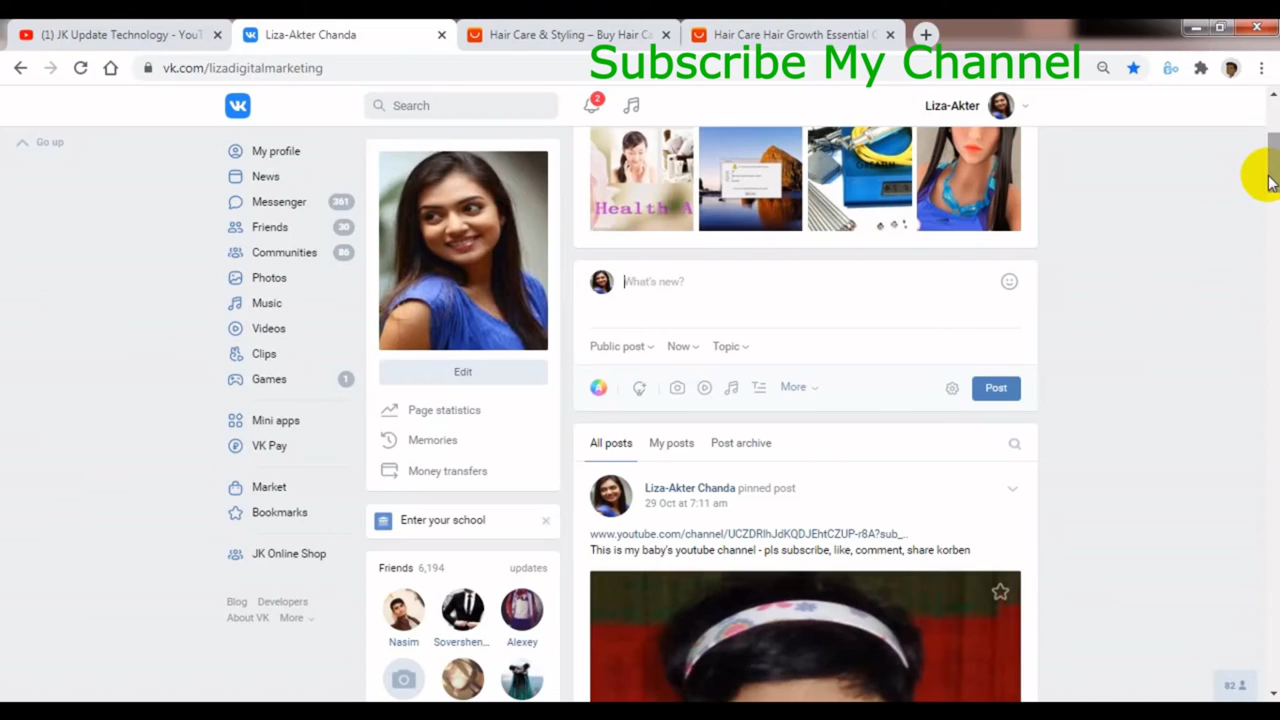 (1) JK Update Technology - YouT
Liza-Akter Chanda
Hair Care & Styling – Buy Hair Ca
Hair Care Hair Growth Essential O
Subscribe My Channel
vk.com/lizadigitalmarketing
Search
2
Liza-Akter
Go up
My profile
News
Messenger 361
Friends 30
Communities 86
Photos
Music
Videos
Clips
Games 1
Mini apps
VK Pay
Market
Bookmarks
JK Online Shop
Blog Developers
About VK More
Edit
Page statistics
Memories
Money transfers
Enter your school
Friends 6,194 updates
Nasim Sovershen... Alexey
Health A
What's new?
Public post Now Topic
More
Post
All posts My posts Post archive
Liza-Akter Chanda pinned post
29 Oct at 7:11 am
www.youtube.com/channel/UCZDRlhJdKQDJEhtCZUP-r8A?sub_..
This is my baby's youtube channel - pls subscribe, like, comment, share korben
82